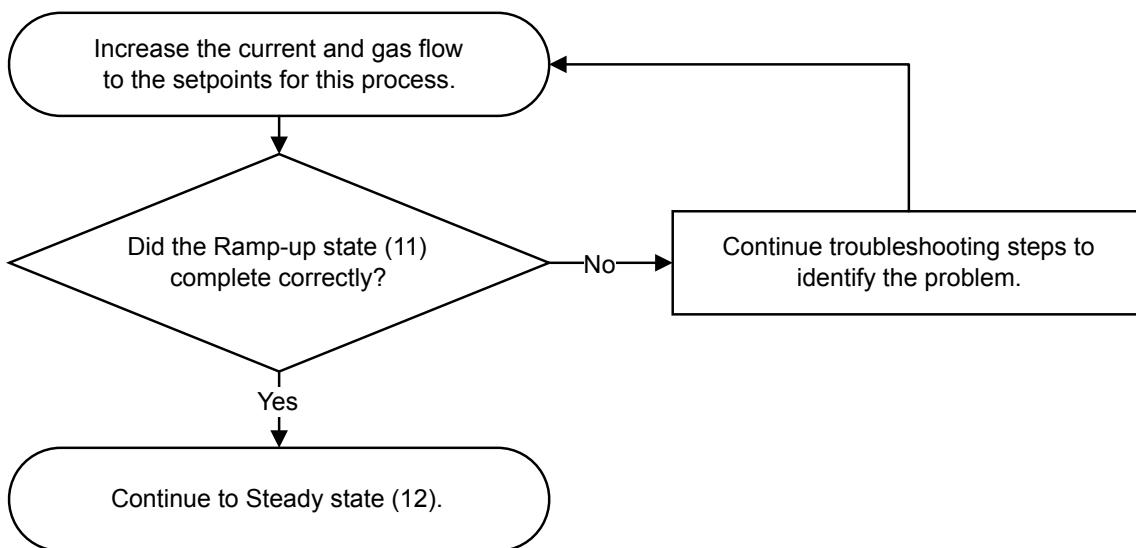 Increase the current and gas flow
to the setpoints for this process.
Did the Ramp-up state (11)
complete correctly?
No
Continue troubleshooting steps to
identify the problem.
Yes
Continue to Steady state (12).